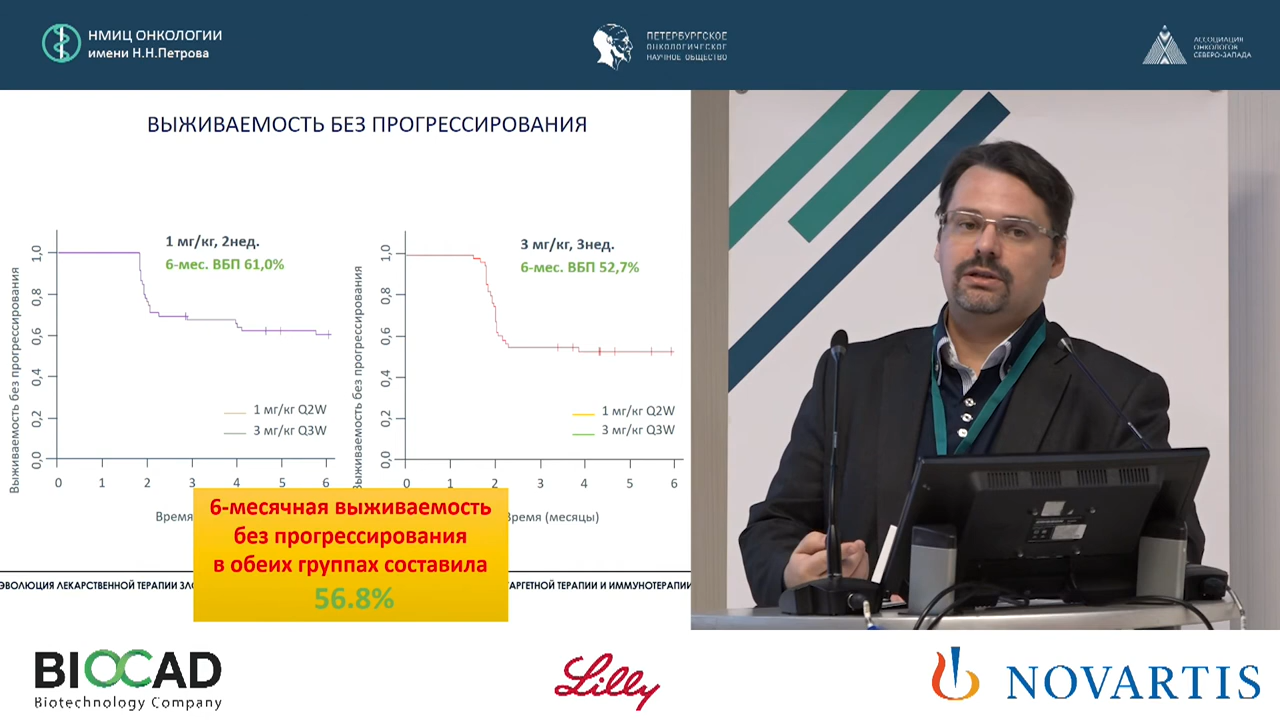 НМИЦ ОНКОЛОГИИ
имени Н.Н.Петрова
ПЕТЕРБУРГСКОЕ
ОНКОЛОГИЧЕСКОЕ
НАУЧНОЕ ОБЩЕСТВО
АССОЦИАЦИЯ
ОНКОЛОГОВ
СЕВЕРО-ЗАПАДА
ВЫЖИВАЕМОСТЬ БЕЗ ПРОГРЕССИРОВАНИЯ
Выживаемость без прогрессирования
1,0
0,8
0,6
0,4
0,2
0,0
1 мг/кг, 2нед.
6-мес. ВБП 61,0%
1 мг/кг Q2W
3 мг/кг Q3W
0 1 2 3 4 5 6
Время
Выживаемость без прогрессирования
1,0
0,8
0,6
0,4
0,2
0,0
3 мг/кг, 3нед.
6-мес. ВБП 52,7%
1 мг/кг Q2W
3 мг/кг Q3W
0 1 2 3 4 5 6
Время (месяцы)
6-месячная выживаемость
без прогрессирования
в обеих группах составила
56.8%
ЭВОЛЮЦИЯ ЛЕКАРСТВЕННОЙ ТЕРАПИИ ЗЛО ТАРГЕТНОЙ ТЕРАПИИ И ИММУНОТЕРАПИИ
BIOCAD
Biotechnology Company
Lilly
NOVARTIS